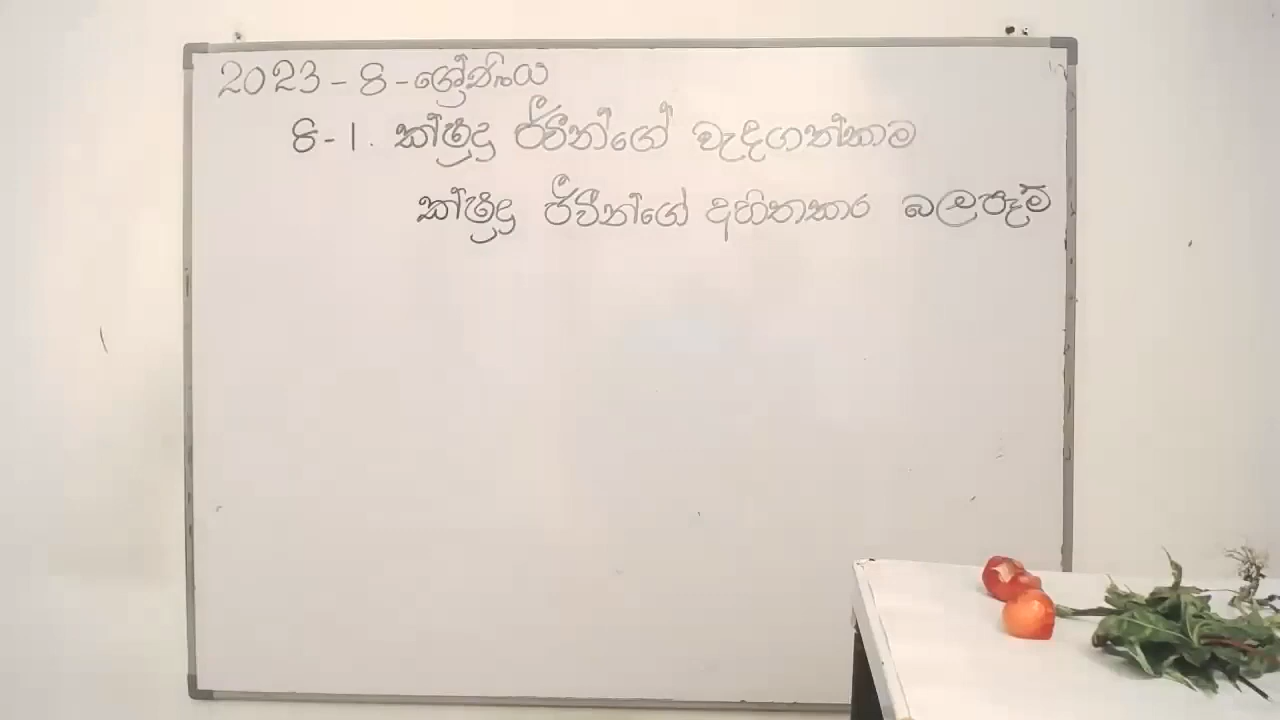 2023 - 8 - ශ්‍රේණිය
8-1. ක්ෂුද්‍ර ජීවීන්ගේ වැදගත්කම
ක්ෂුද්‍ර ජීවීන්ගේ අහිතකර බලපෑම්